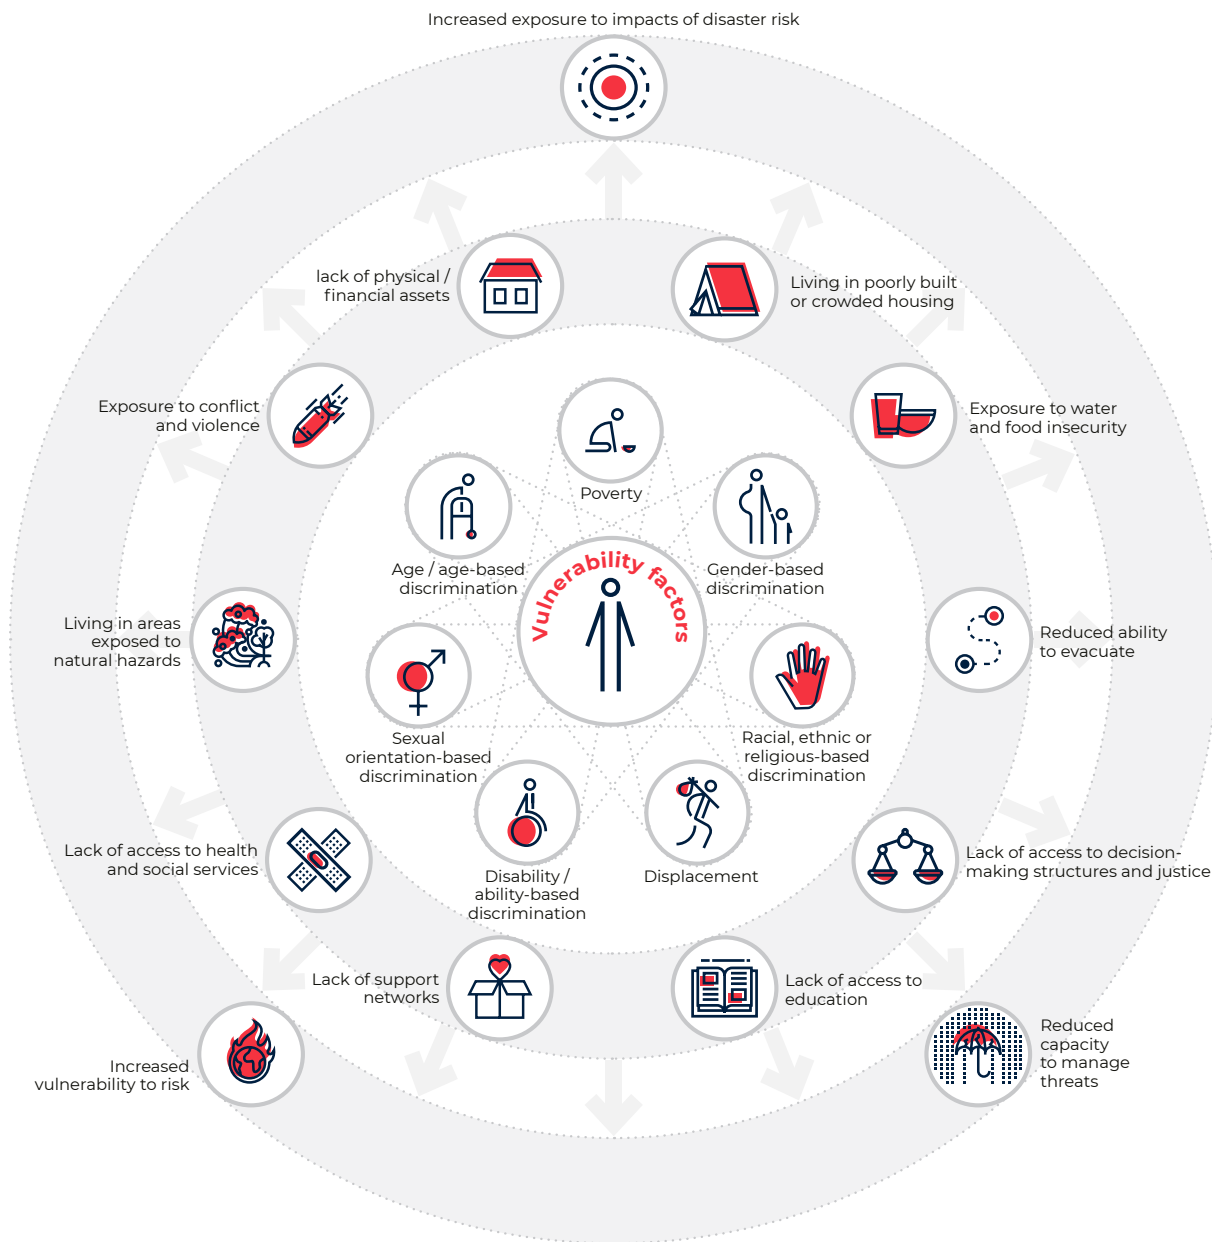 Increased exposure to impacts of disaster risk
lack of physical /
financial assets
Living in poorly built
or crowded housing
Exposure to conflict
and violence
Exposure to water
and food insecurity
Poverty
Age / age-based
discrimination
Gender-based
discrimination
Vulnerability factors
Living in areas
exposed to
natural hazards
Reduced ability
to evacuate
Sexual
orientation-based
discrimination
Racial, ethnic or
religious-based
discrimination
Lack of access to health
and social services
Disability /
ability-based
discrimination
Displacement
Lack of access to decision-
making structures and justice
Lack of support
networks
Lack of access to
education
Increased
vulnerability to risk
Reduced
capacity
to manage
threats